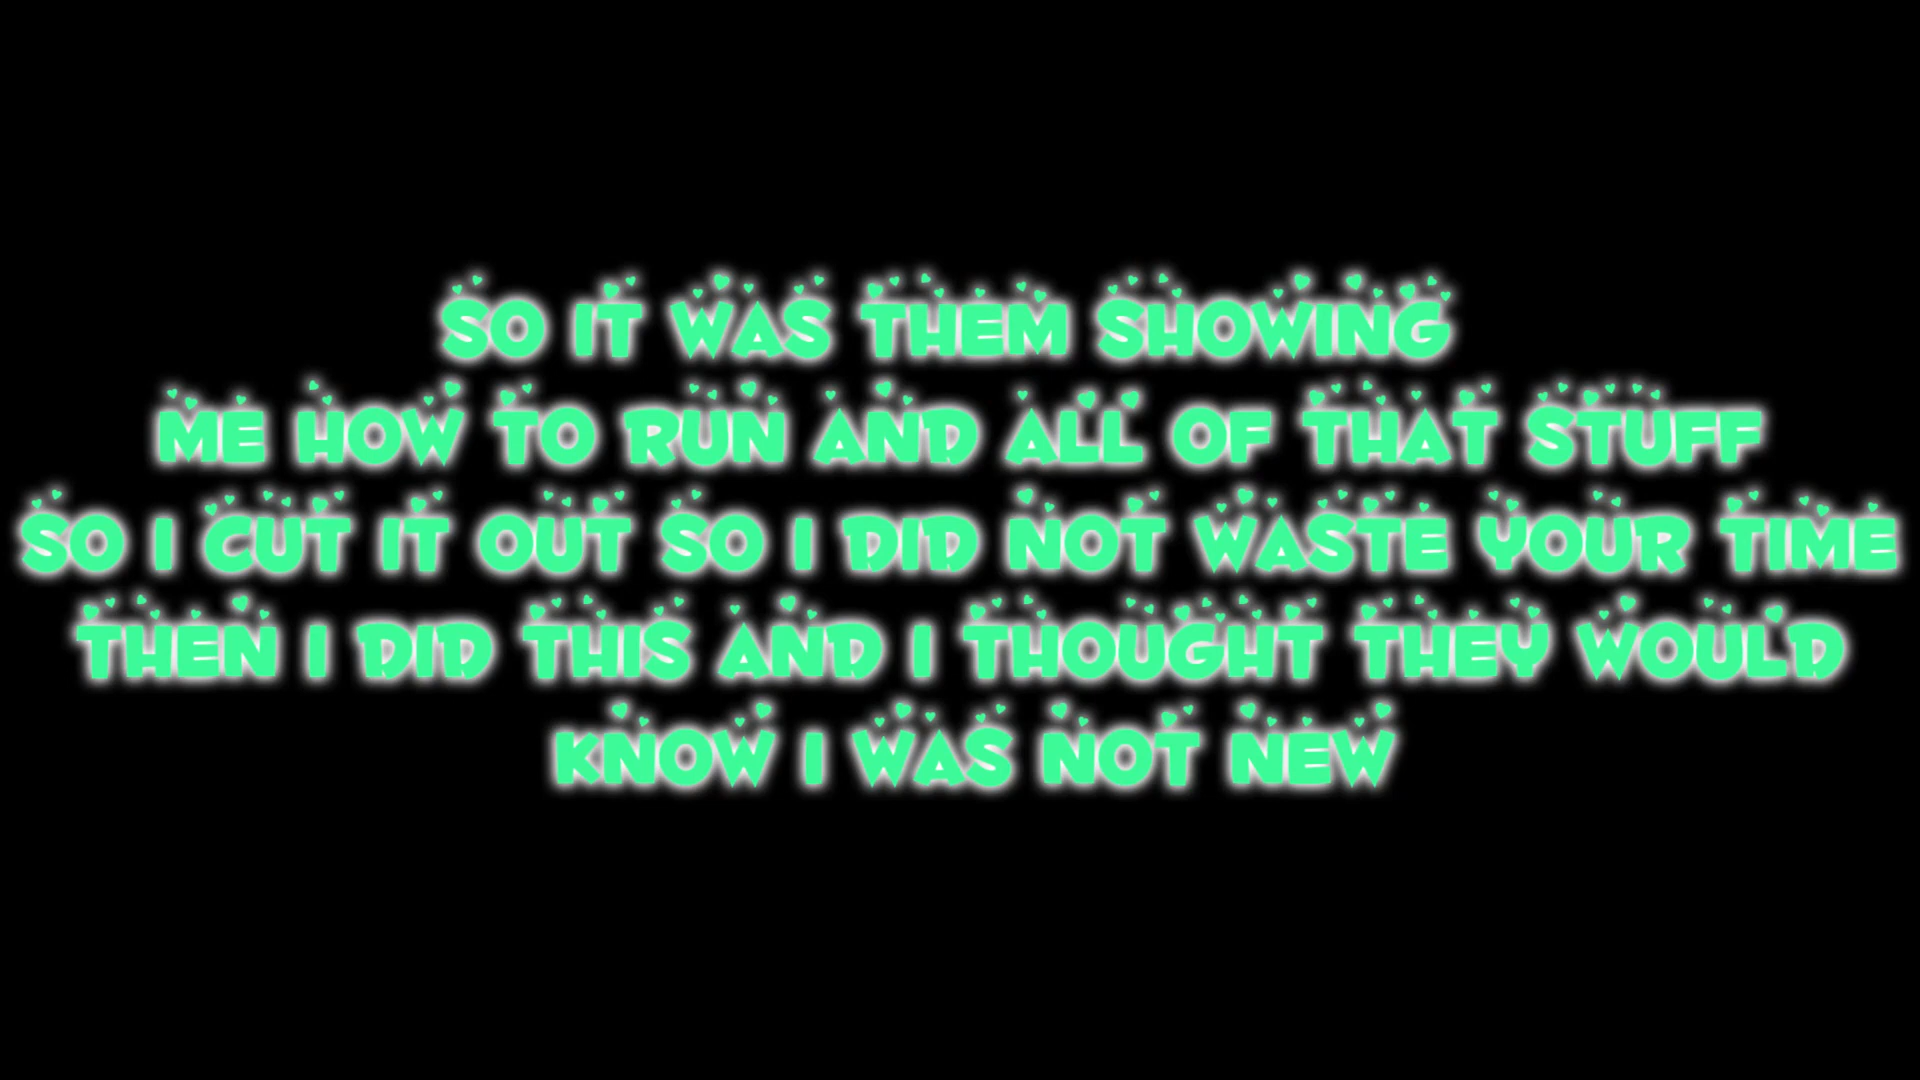 SO IT WAS THEM SHOWING
ME HOW TO RUN AND ALL OF THAT STUFF
SO I CUT IT OUT SO I DID NOT WASTE YOUR TIME
THEN I DID THIS AND I THOUGHT THEY WOULD
KNOW I WAS NOT NEW